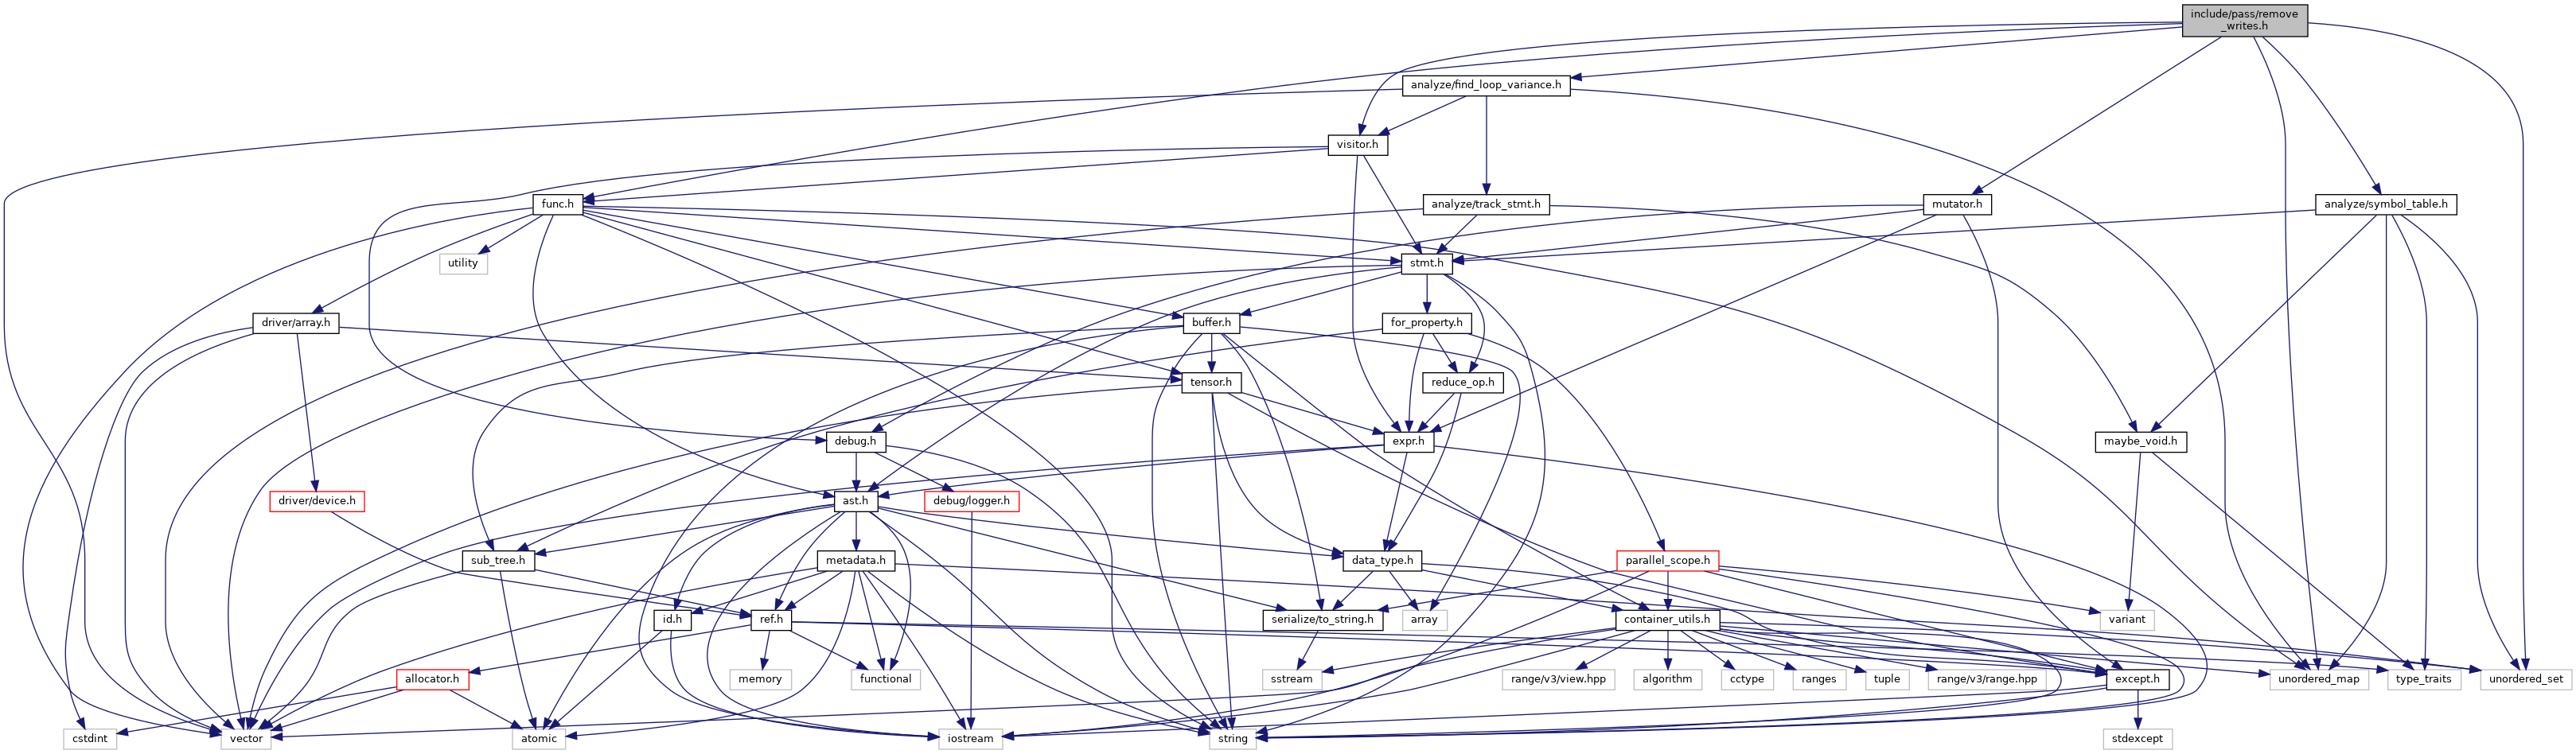 include/pass/remove
_writes.h
analyze/find_loop_variance.h
visitor.h
func.h
analyze/track_stmt.h
mutator.h
analyze/symbol_table.h
utility
stmt.h
driver/array.h
buffer.h
for_property.h
tensor.h
reduce_op.h
debug.h
expr.h
maybe_void.h
driver/device.h
ast.h
debug/logger.h
sub_tree.h
metadata.h
data_type.h
parallel_scope.h
id.h
ref.h
serialize/to_string.h
array
container_utils.h
variant
allocator.h
memory
functional
sstream
range/v3/view.hpp
algorithm
cctype
ranges
tuple
range/v3/range.hpp
except.h
unordered_map
type_traits
unordered_set
cstdint
vector
atomic
iostream
string
stdexcept